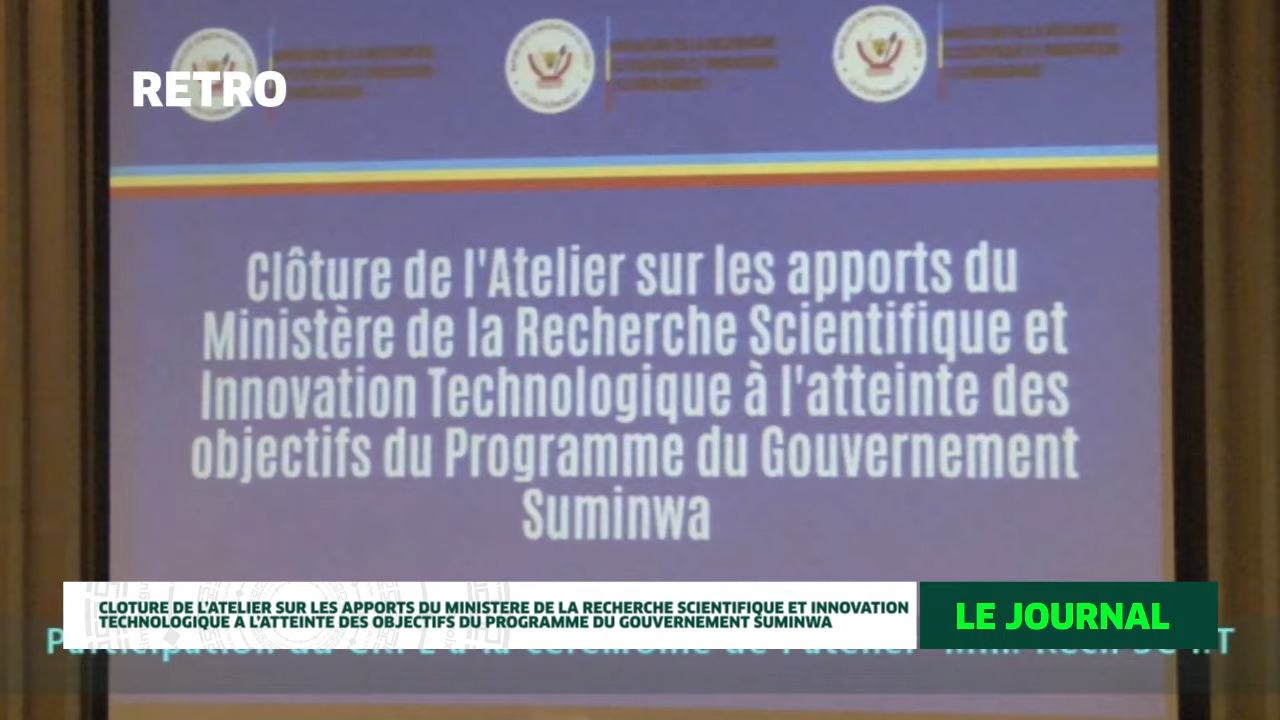 RETRO
Clôture de l'Atelier sur les apports du
Ministère de la Recherche Scientifique et
Innovation Technologique à l'atteinte des
objectifs du Programme du Gouvernement
Suminwa
CLOTURE DE L'ATELIER SUR LES APPORTS DU MINISTERE DE LA RECHERCHE SCIENTIFIQUE ET INNOVATION
TECHNOLOGIQUE A L'ATTEINTE DES OBJECTIFS DU PROGRAMME DU GOUVERNEMENT SUMINWA
LE JOURNAL